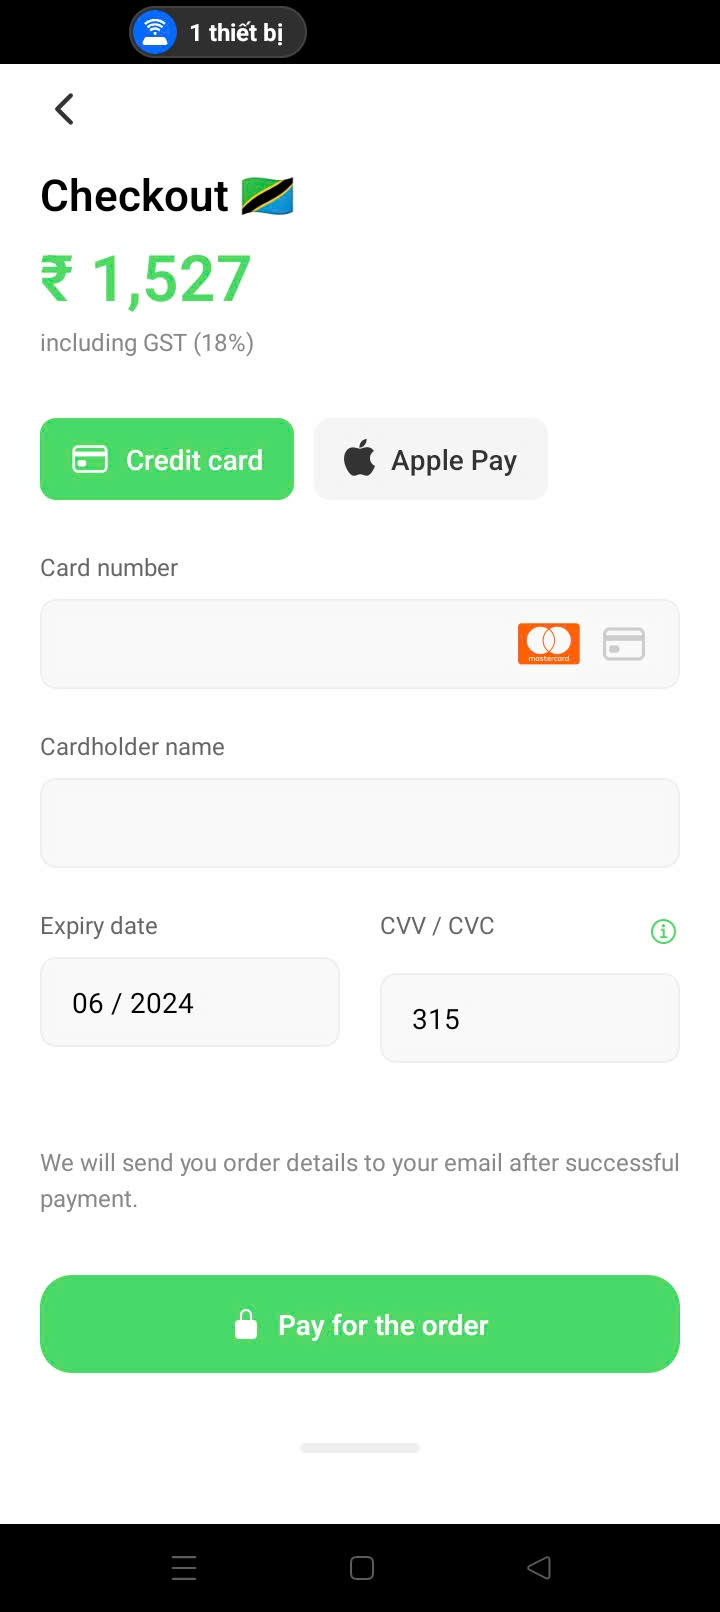 1 thiết bị
Checkout 🇹🇿
₹ 1,527
including GST (18%)
Credit card
Apple Pay
Card number
mastercard
Cardholder name
Expiry date
CVV / CVC
06 / 2024
315
We will send you order details to your email after successful
payment.
Pay for the order